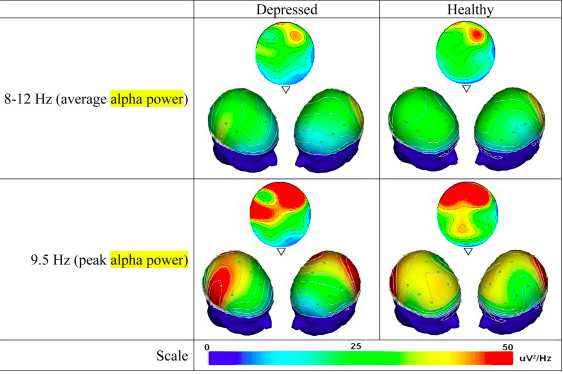 Depressed Healthy
8-12 Hz (average alpha power)
9.5 Hz (peak alpha power)
Scale 0 25 50 uV²/Hz